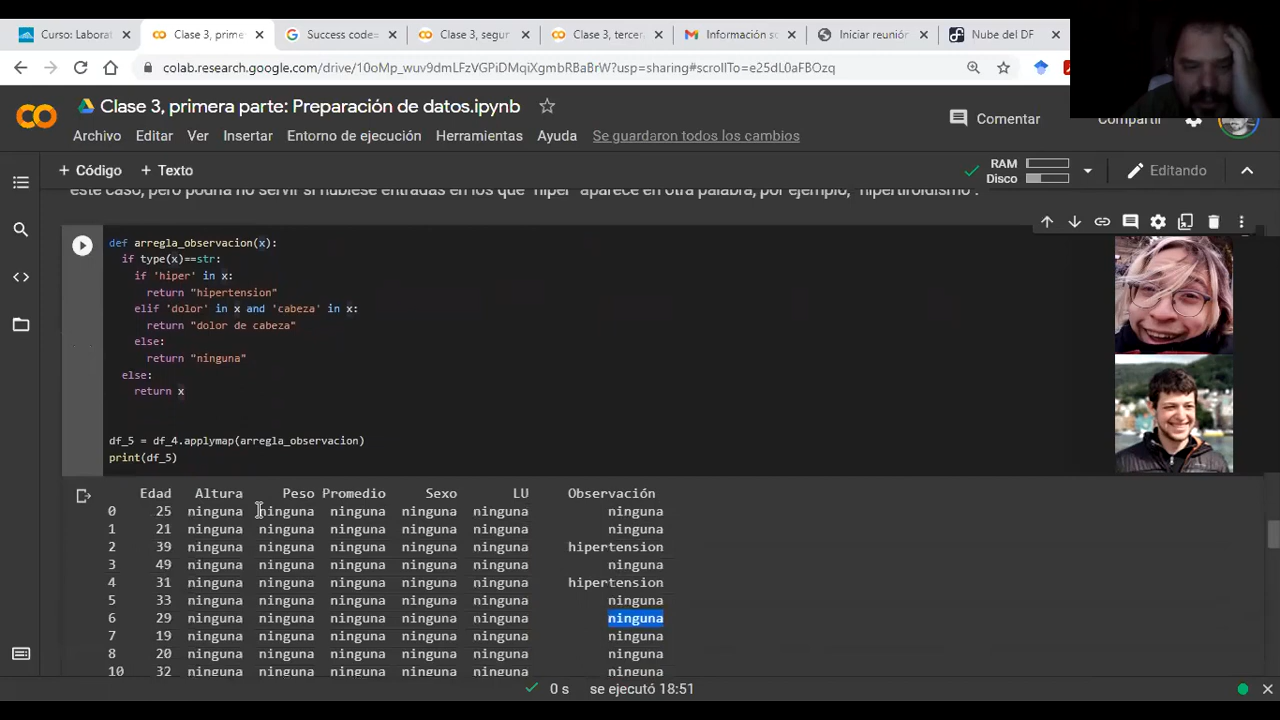 Curso: Laborat
Clase 3, prime
Success code=
Clase 3, segur
Clase 3, tercer
Información sc
Iniciar reunión
Nube del DF
colab.research.google.com/drive/10oMp_wuv9dmLFzVGPiDMqiXgmbRBaBrW?usp=sharing#scrollTo=e25dL0aFBOzq
Clase 3, primera parte: Preparación de datos.ipynb
Comentar
Compartir
Archivo Editar Ver Insertar Entorno de ejecución Herramientas Ayuda Se guardaron todos los cambios
+ Código + Texto
RAM
Disco
Editando
este caso, pero podría no servir si hubiese entradas en los que "hiper" aparece en otra palabra, por ejemplo, "hipertiroidismo".
def arregla_observacion(x):
if type(x)==str:
if 'hiper' in x:
return "hipertension"
elif 'dolor' in x and 'cabeza' in x:
return "dolor de cabeza"
else:
return "ninguna"
else:
return x
df_5 = df_4.applymap(arregla_observacion)
print(df_5)
Edad Altura Peso Promedio Sexo LU Observación
0 25 ninguna ninguna ninguna ninguna ninguna ninguna
1 21 ninguna ninguna ninguna ninguna ninguna ninguna
2 39 ninguna ninguna ninguna ninguna ninguna hipertension
3 49 ninguna ninguna ninguna ninguna ninguna ninguna
4 31 ninguna ninguna ninguna ninguna ninguna hipertension
5 33 ninguna ninguna ninguna ninguna ninguna ninguna
6 29 ninguna ninguna ninguna ninguna ninguna ninguna
7 19 ninguna ninguna ninguna ninguna ninguna ninguna
8 20 ninguna ninguna ninguna ninguna ninguna ninguna
10 32 ninguna ninguna ninguna ninguna ninguna ninguna
0 s se ejecutó 18:51